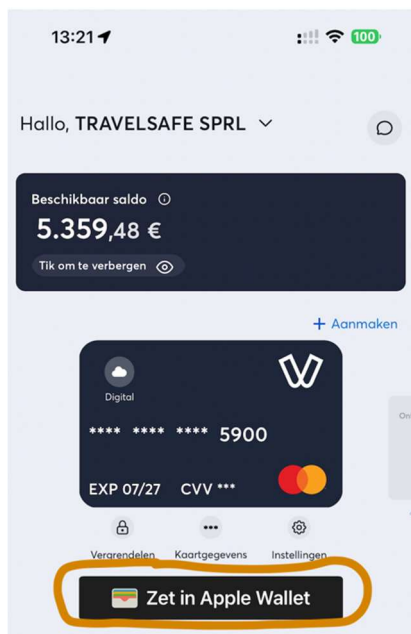 13:21
100
Hallo, TRAVELSAFE SPRL
Beschikbaar saldo
5.359,48 €
Tik om te verbergen
+ Aanmaken
Digital
**** **** **** 5900
EXP 07/27 CVV ***
Vergrendelen Kaartgegevens Instellingen
Zet in Apple Wallet